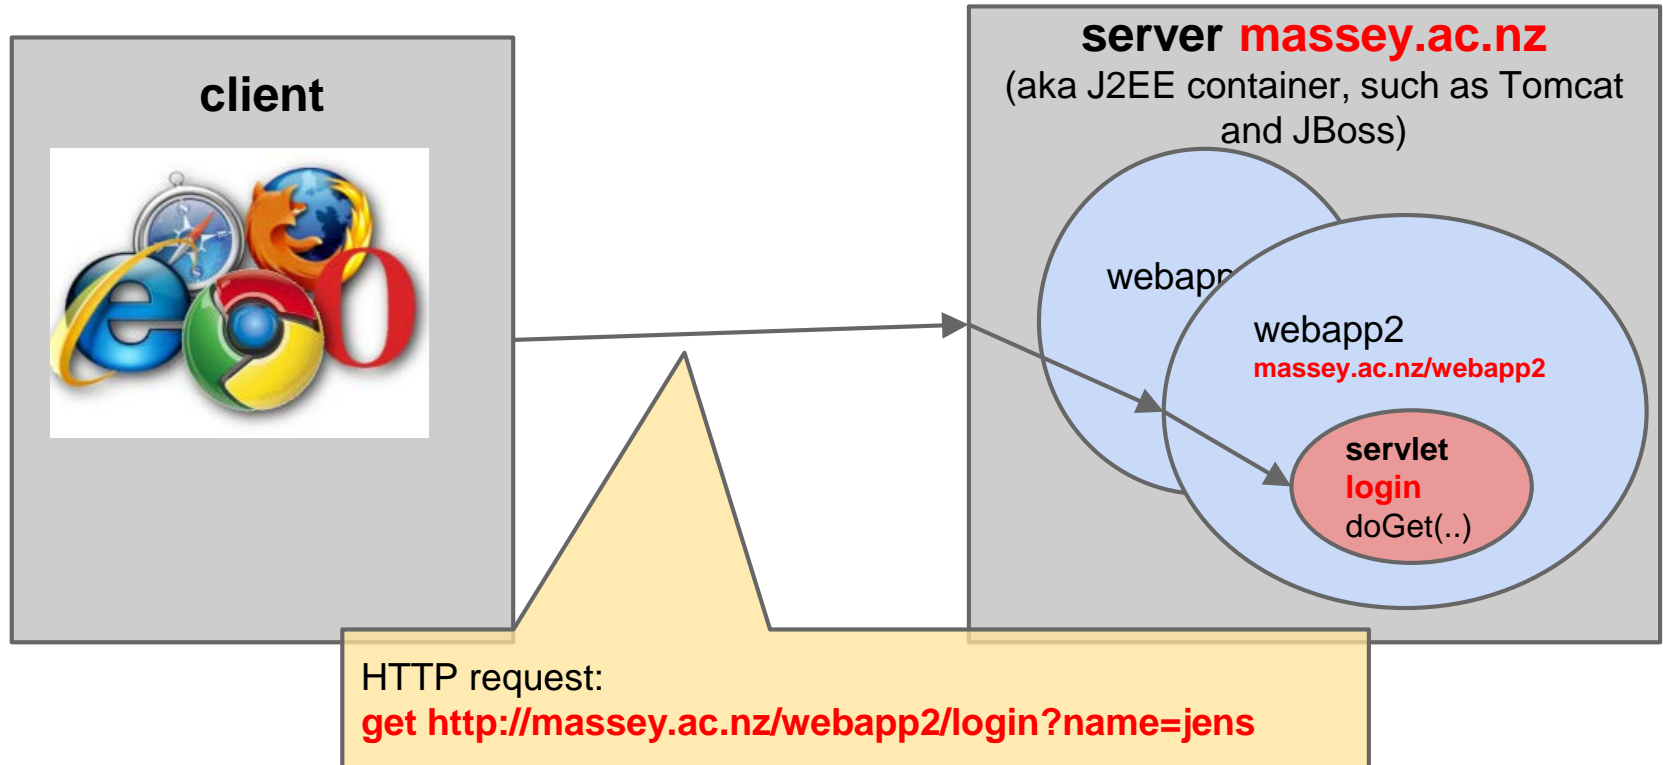 client
server massey.ac.nz
(aka J2EE container, such as Tomcat
and JBoss)
webapp
webapp2
massey.ac.nz/webapp2
servlet
login
doGet(..)
HTTP request:
get http://massey.ac.nz/webapp2/login?name=jens